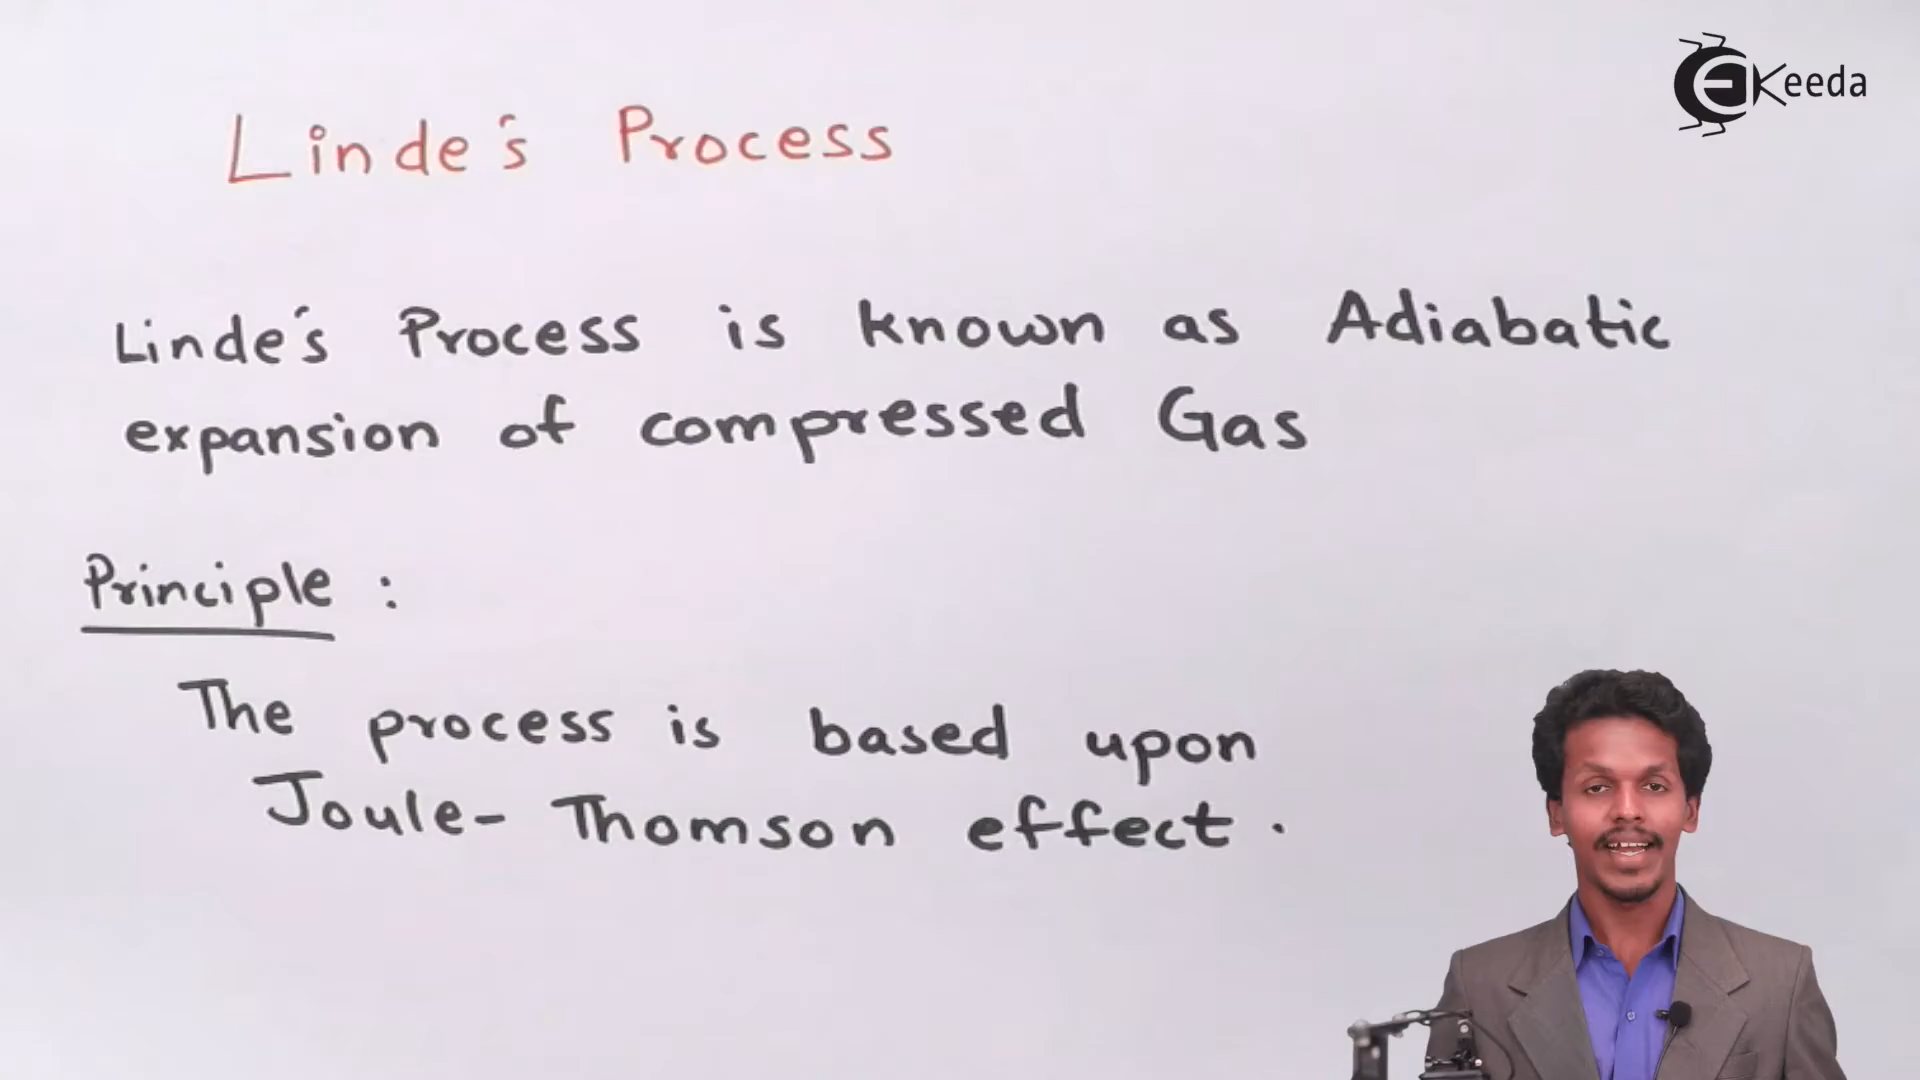 EKeeda
Linde's Process
Linde's Process is known as Adiabatic
expansion of compressed Gas
Principle :
The process is based upon
Joule- Thomson effect.